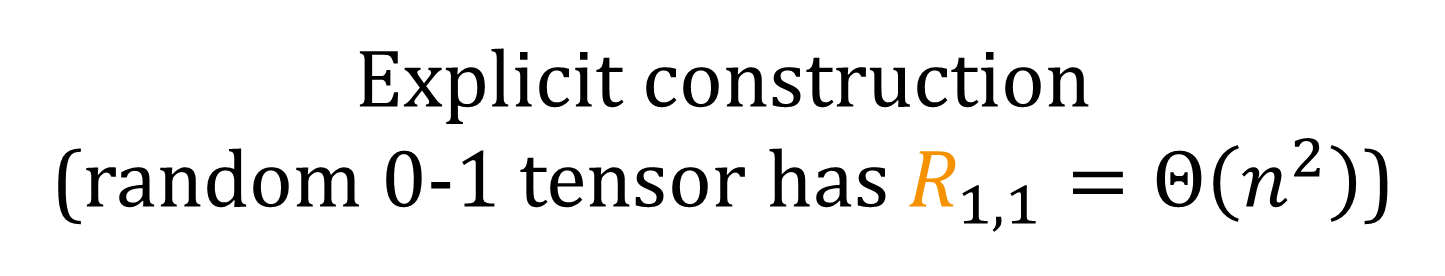 Explicit construction
(random 0-1 tensor has 𝑅₁,₁ = Θ(𝑛²))